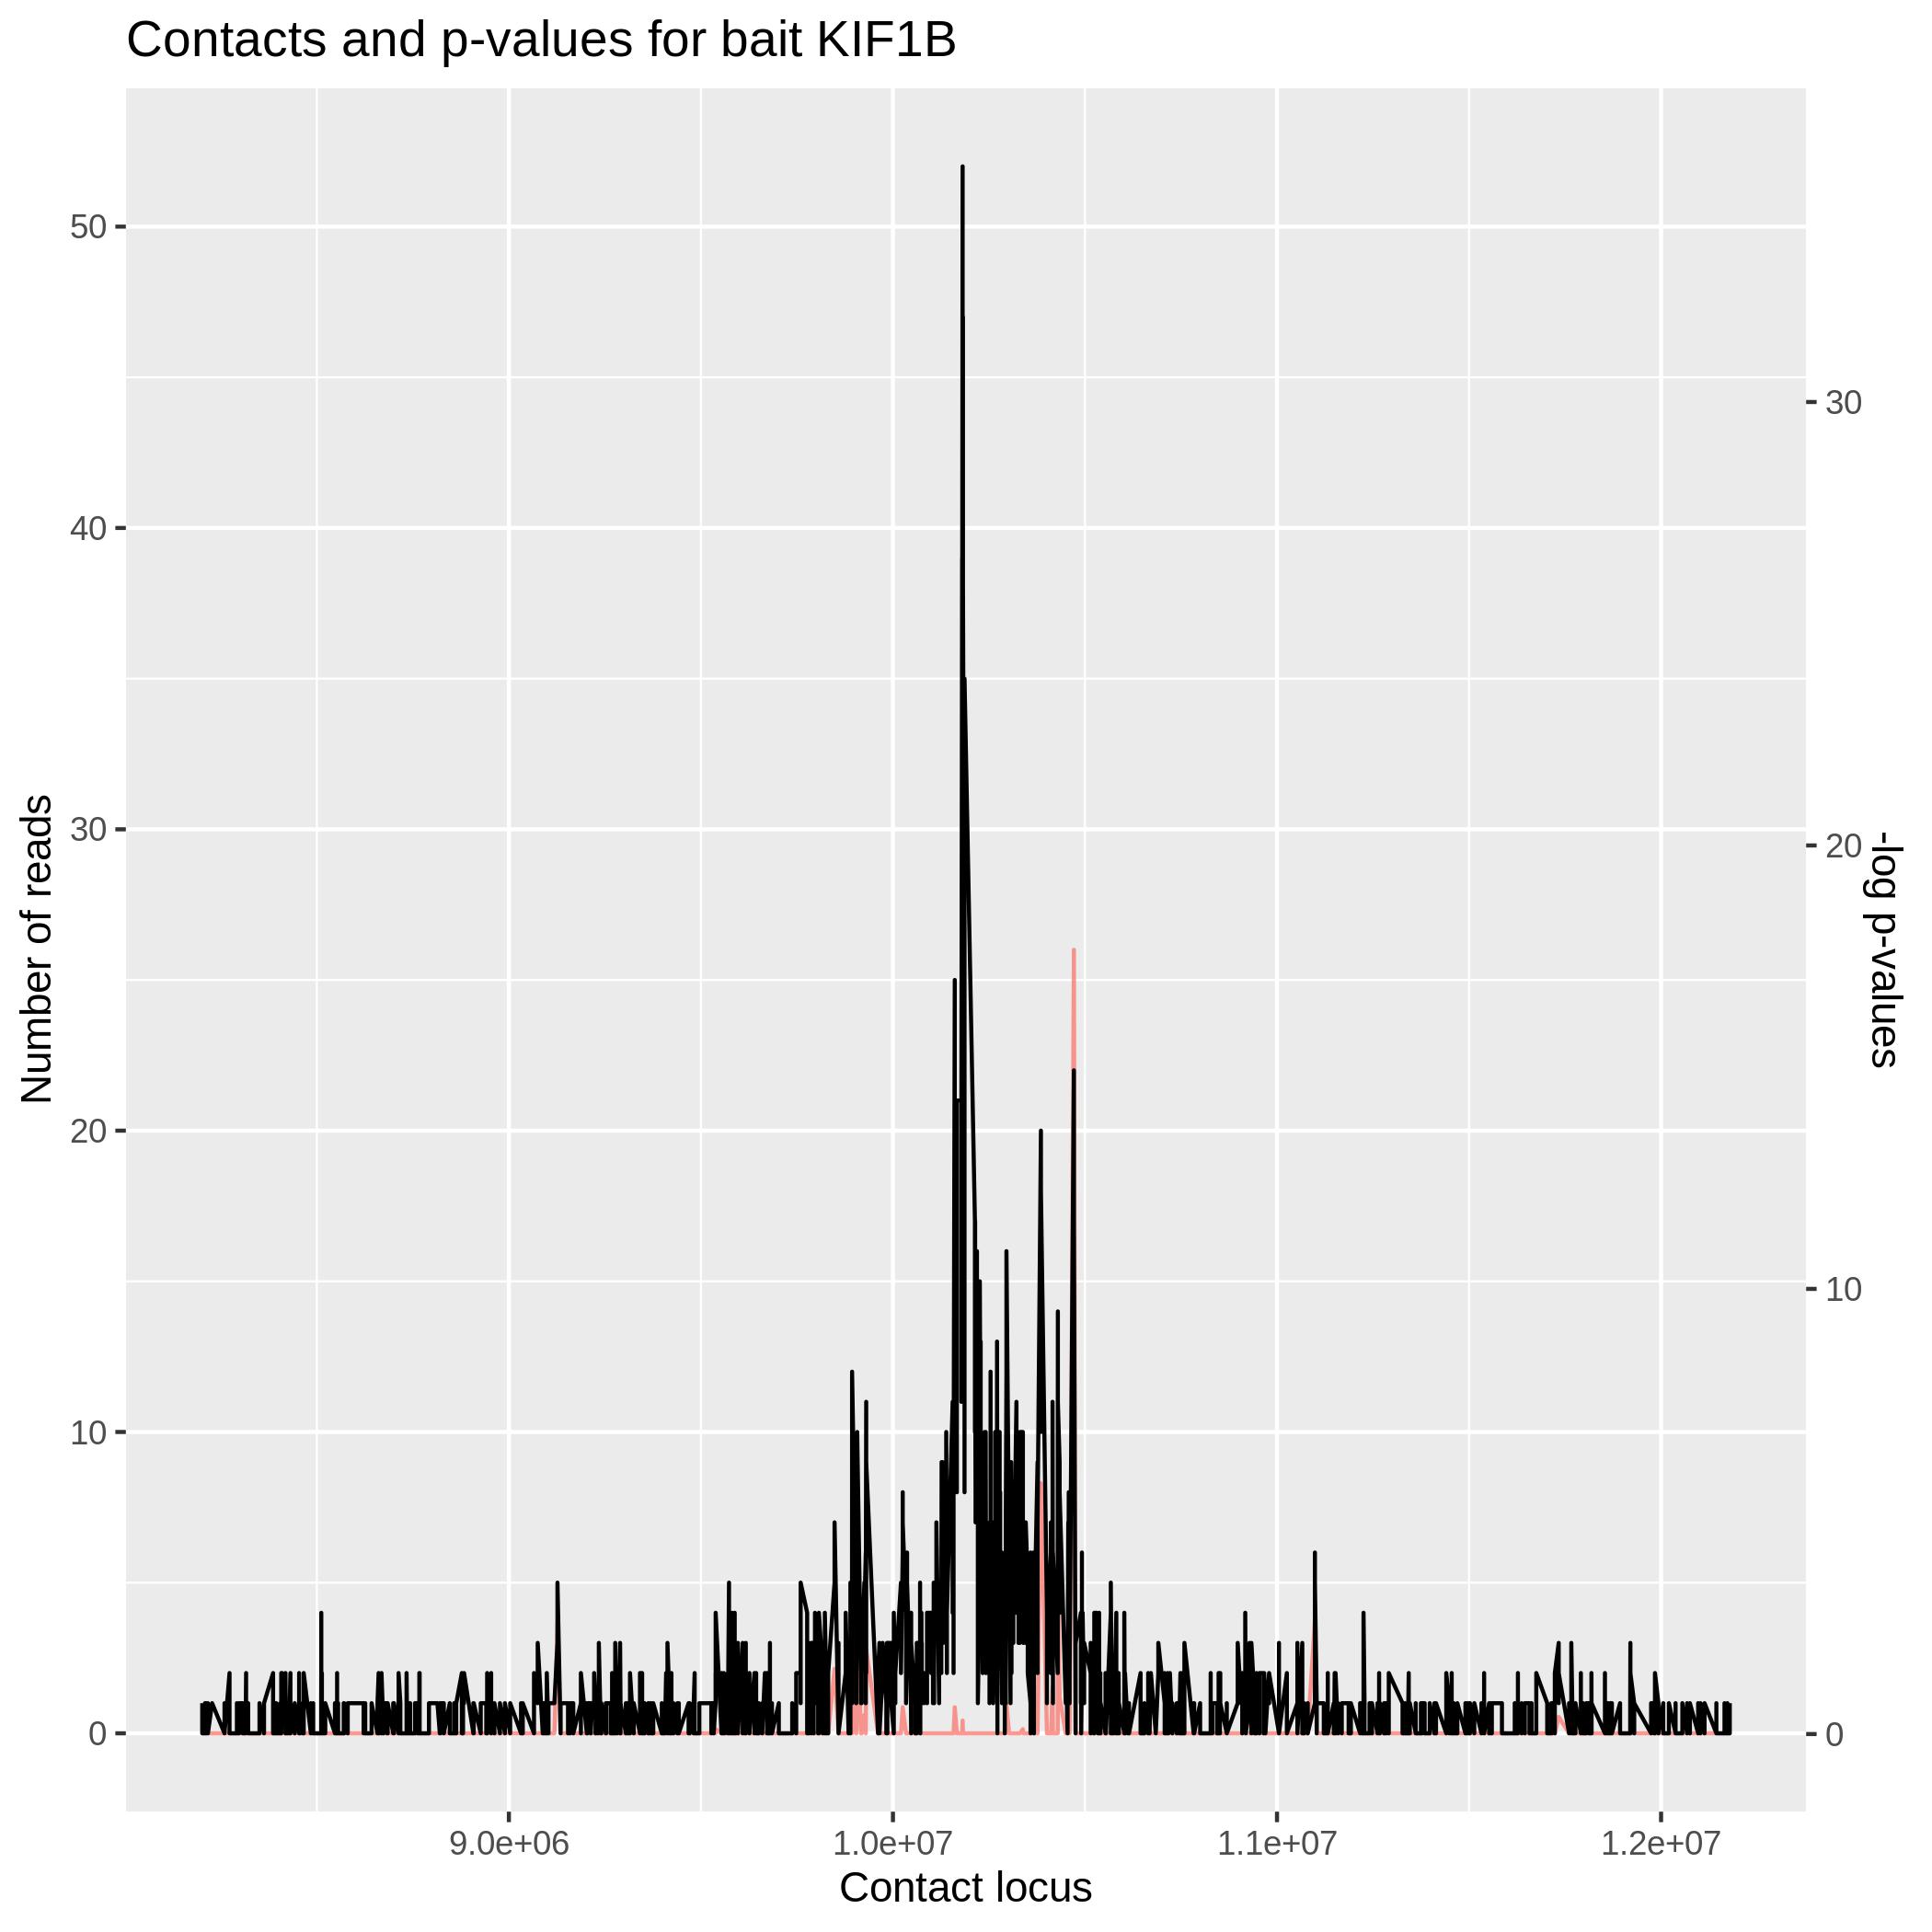 Contacts and p-values for bait KIF1B
50
40
30
20
10
0
Number of reads
30
20
10
0
-log p-values
9.0e+06
1.0e+07
1.1e+07
1.2e+07
Contact locus